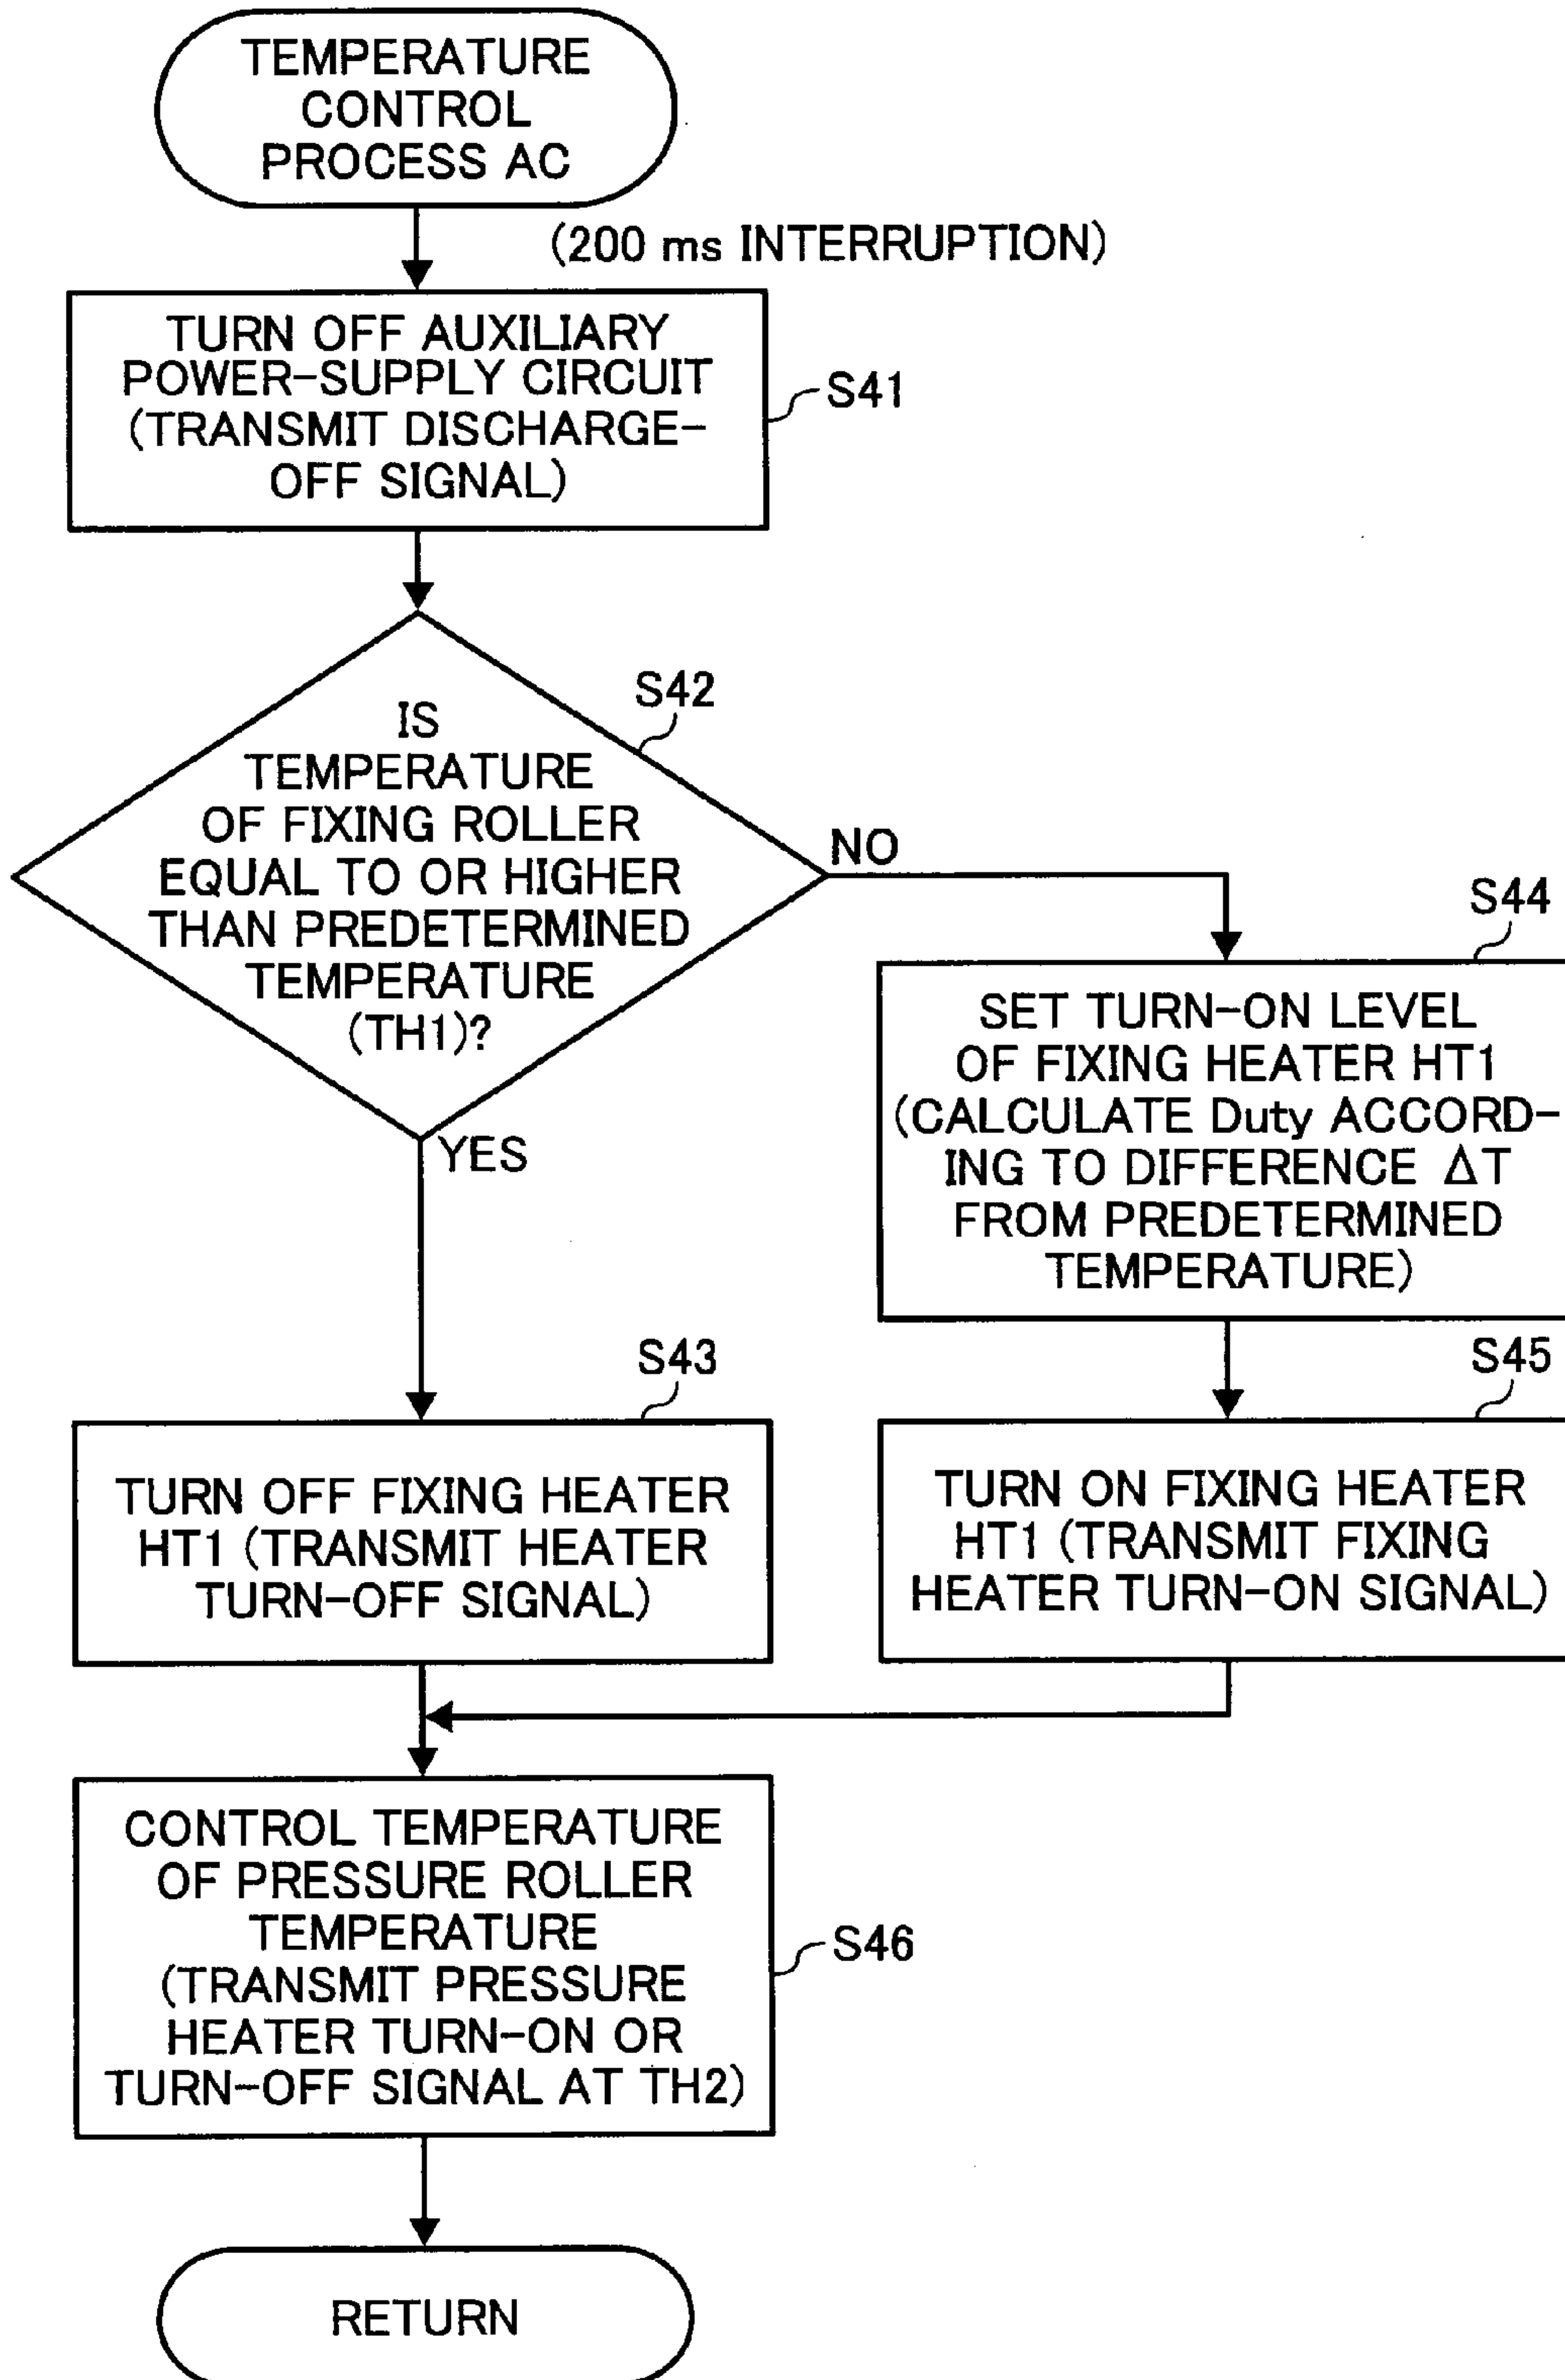 TEMPERATURE
CONTROL
PROCESS AC
(200 ms INTERRUPTION)
TURN OFF AUXILIARY
POWER-SUPPLY CIRCUIT
(TRANSMIT DISCHARGE-
OFF SIGNAL)
S41
S42
IS
TEMPERATURE
OF FIXING ROLLER
EQUAL TO OR HIGHER
THAN PREDETERMINED
TEMPERATURE
(TH1)?
NO
YES
S44
SET TURN-ON LEVEL
OF FIXING HEATER HT1
(CALCULATE Duty ACCORD-
ING TO DIFFERENCE ΔT
FROM PREDETERMINED
TEMPERATURE)
S43
TURN OFF FIXING HEATER
HT1 (TRANSMIT HEATER
TURN-OFF SIGNAL)
S45
TURN ON FIXING HEATER
HT1 (TRANSMIT FIXING
HEATER TURN-ON SIGNAL)
CONTROL TEMPERATURE
OF PRESSURE ROLLER
TEMPERATURE
(TRANSMIT PRESSURE
HEATER TURN-ON OR
TURN-OFF SIGNAL AT TH2)
S46
RETURN